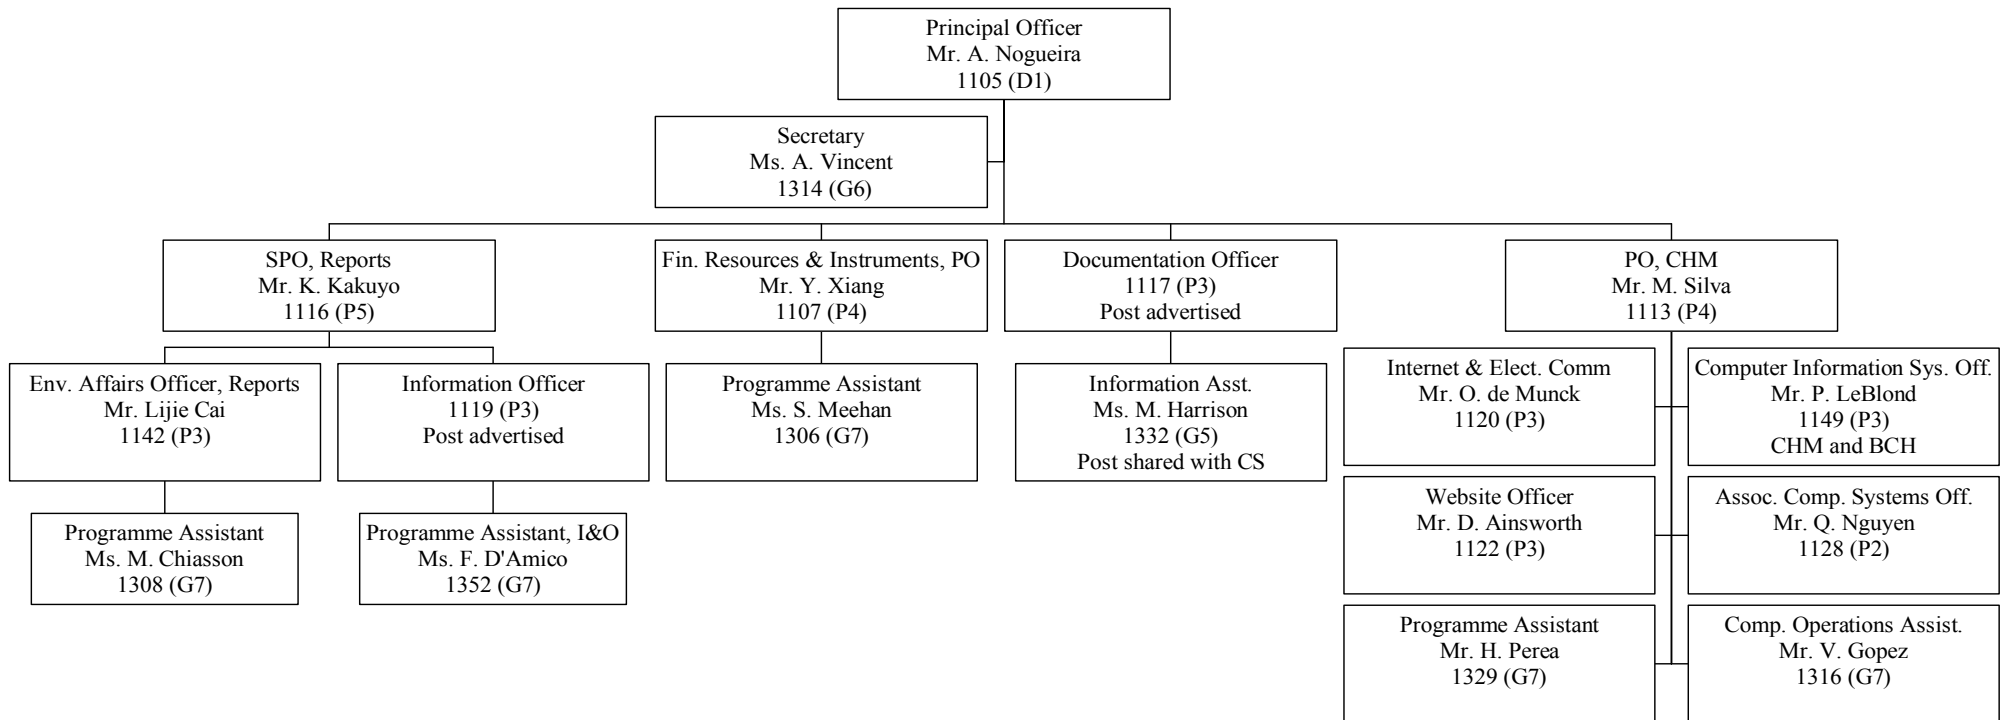 Principal Officer
Mr. A. Nogueira
1105 (D1)
Secretary
Ms. A. Vincent
1314 (G6)
SPO, Reports
Mr. K. Kakuyo
1116 (P5)
Fin. Resources & Instruments, PO
Mr. Y. Xiang
1107 (P4)
Documentation Officer
1117 (P3)
Post advertised
PO, CHM
Mr. M. Silva
1113 (P4)
Env. Affairs Officer, Reports
Mr. Lijie Cai
1142 (P3)
Information Officer
1119 (P3)
Post advertised
Programme Assistant
Ms. S. Meehan
1306 (G7)
Information Asst.
Ms. M. Harrison
1332 (G5)
Post shared with CS
Internet & Elect. Comm
Mr. O. de Munck
1120 (P3)
Computer Information Sys. Off.
Mr. P. LeBlond
1149 (P3)
CHM and BCH
Programme Assistant
Ms. M. Chiasson
1308 (G7)
Programme Assistant, I&O
Ms. F. D'Amico
1352 (G7)
Website Officer
Mr. D. Ainsworth
1122 (P3)
Assoc. Comp. Systems Off.
Mr. Q. Nguyen
1128 (P2)
Programme Assistant
Mr. H. Perea
1329 (G7)
Comp. Operations Assist.
Mr. V. Gopez
1316 (G7)